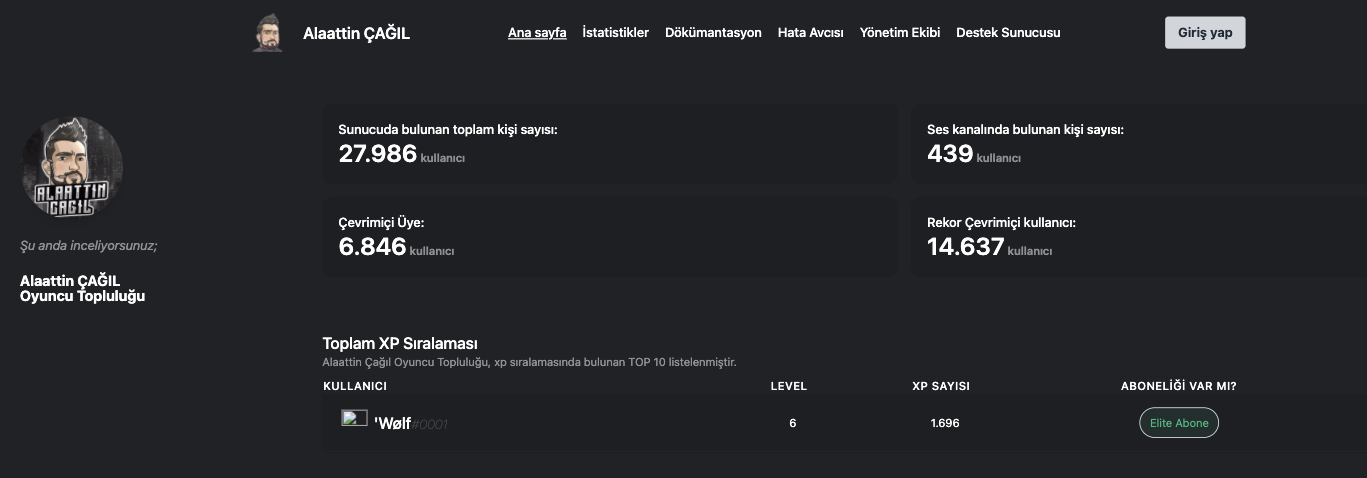 Alaattin ÇAĞIL
Ana sayfa İstatistikler Dökümantasyon Hata Avcısı Yönetim Ekibi Destek Sunucusu
Giriş yap
ALAATTİN
ÇAĞIL
Şu anda inceliyorsunuz;
Alaattin ÇAĞIL
Oyuncu Topluluğu
Sunucuda bulunan toplam kişi sayısı:
27.986 kullanıcı
Ses kanalında bulunan kişi sayısı:
439 kullanıcı
Çevrimiçi Üye:
6.846 kullanıcı
Rekor Çevrimiçi kullanıcı:
14.637 kullanıcı
Toplam XP Sıralaması
Alaattin Çağıl Oyuncu Topluluğu, xp sıralamasında bulunan TOP 10 listelenmiştir.
KULLANICI LEVEL XP SAYISI ABONELİĞİ VAR MI?
'Wølf#0001 6 1.696 Elite Abone